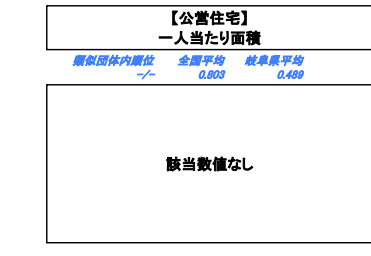 【公営住宅】
一人当たり面積
類似団体内順位 全国平均 岐阜県平均
-/- 0.803 0.489
該当数値なし